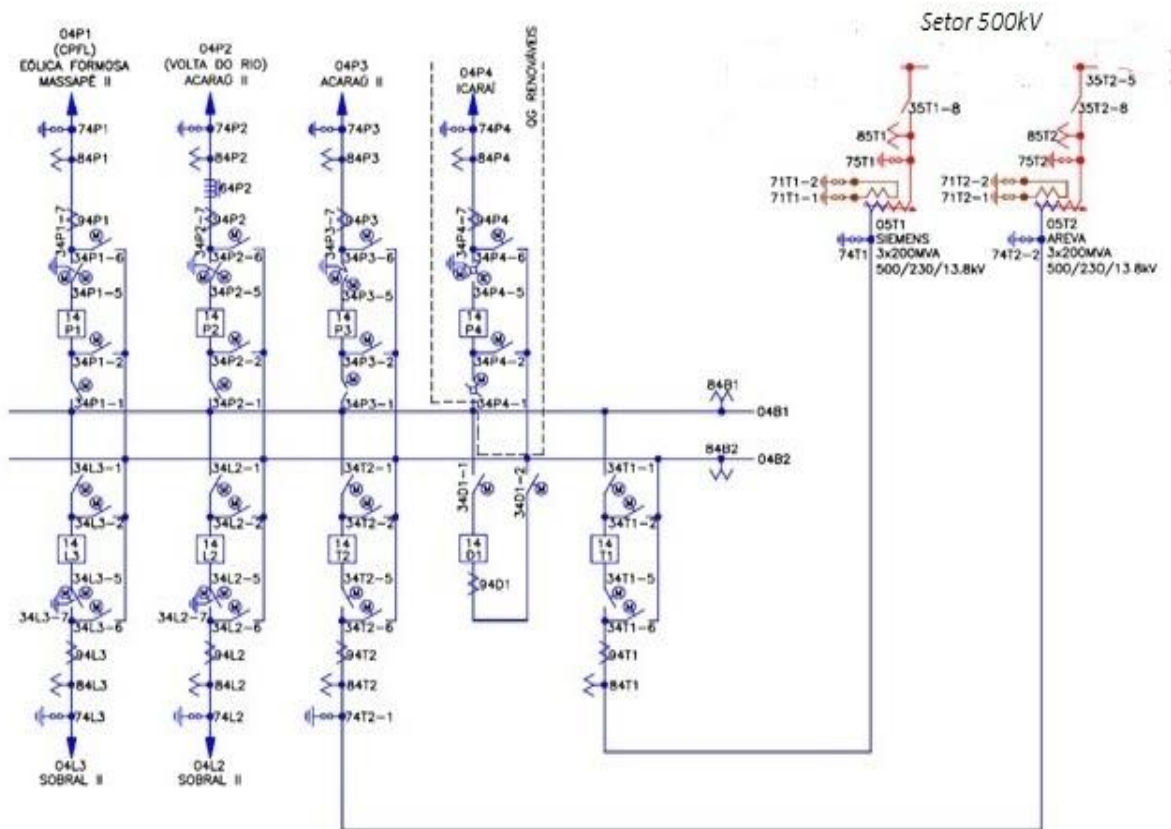 Setor 500kV
04P1
(CPFL)
EÓLICA FORMOSA
MASSAPÊ II
04P2
(VOLTA DO RIO)
ACARAÚ II
04P3
ACARAÚ II
04P4
ICARAÍ
QG RENOVÁVEIS
74P1
84P1
94P1
34P1-7
34P1-6
34P1-5
14
P1
34P1-2
34P1-1
74P2
84P2
64P2
94P2
34P2-7
34P2-6
34P2-5
14
P2
34P2-2
34P2-1
74P3
84P3
94P3
34P3-7
34P3-6
34P3-5
14
P3
34P3-2
34P3-1
74P4
84P4
94P4
34P4-7
34P4-6
34P4-5
14
P4
34P4-2
34P4-1
35T1-8
85T1
75T1
71T1-2
71T1-1
05T1
SIEMENS
3x200MVA
500/230/13.8kV
74T1
35T2-5
35T2-8
85T2
75T2
71T2-2
71T2-1
05T2
AREVA
3x200MVA
500/230/13.8kV
74T2-2
84B1
04B1
84B2
04B2
34L3-1
34L3-2
14
L3
34L3-5
34L3-7
34L3-6
94L3
84L3
74L3
04L3
SOBRAL II
34L2-1
34L2-2
14
L2
34L2-5
34L2-7
34L2-6
94L2
84L2
74L2
04L2
SOBRAL II
34T2-1
34T2-2
14
T2
34T2-5
34T2-6
94T2
84T2
74T2-1
34D1-1
34D1-2
14
D1
94D1
34T1-1
34T1-2
14
T1
34T1-5
34T1-6
94T1
84T1